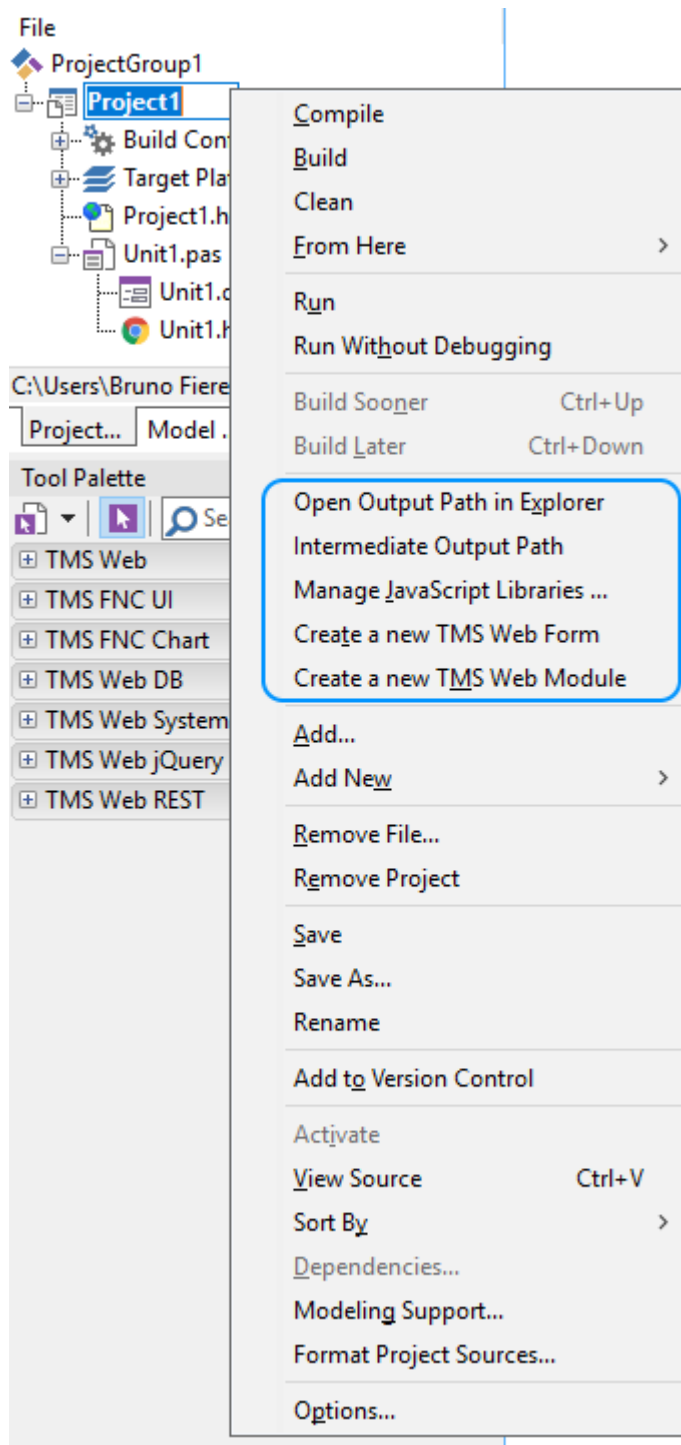 File
ProjectGroup1
Project1
Build Con
Target Pla
Project1.h
Unit1.pas
Unit1.d
Unit1.h
C:\Users\Bruno Fiere
Project... Model .
Tool Palette
Se
TMS Web
TMS FNC UI
TMS FNC Chart
TMS Web DB
TMS Web System
TMS Web jQuery
TMS Web REST
Compile
Build
Clean
From Here
Run
Run Without Debugging
Build Sooner Ctrl+Up
Build Later Ctrl+Down
Open Output Path in Explorer
Intermediate Output Path
Manage JavaScript Libraries ...
Create a new TMS Web Form
Create a new TMS Web Module
Add...
Add New
Remove File...
Remove Project
Save
Save As...
Rename
Add to Version Control
Activate
View Source Ctrl+V
Sort By
Dependencies...
Modeling Support...
Format Project Sources...
Options...